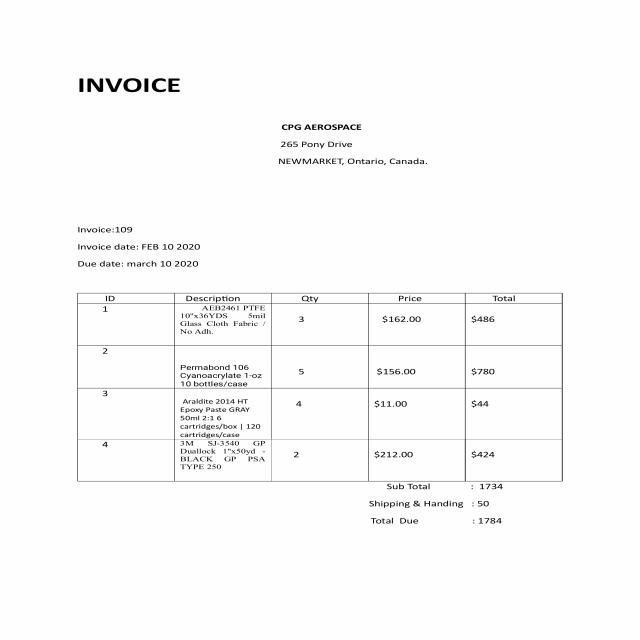 INVOICE
CPG AEROSPACE
265 Pony Drive
NEWMARKET, Ontario, Canada.
Invoice:109
Invoice date: FEB 10 2020
Due date: march 10 2020
ID Description Qty Price Total
1
AEB2461 PTFE
10"x36YDS 5mil
Glass Cloth Fabric /
No Adh.
3 $162.00 $486
2
Permabond 106
Cyanoacrylate 1-oz
10 bottles/case
5 $156.00 $780
3
Araldite 2014 HT
Epoxy Paste GRAY
50ml 2:1 6
cartridges/box | 120
cartridges/case
4 $11.00 $44
4
3M SJ-3540 GP
Duallock 1"x50yd -
BLACK GP PSA
TYPE 250
2 $212.00 $424
Sub Total : 1734
Shipping & Handing : 50
Total Due : 1784